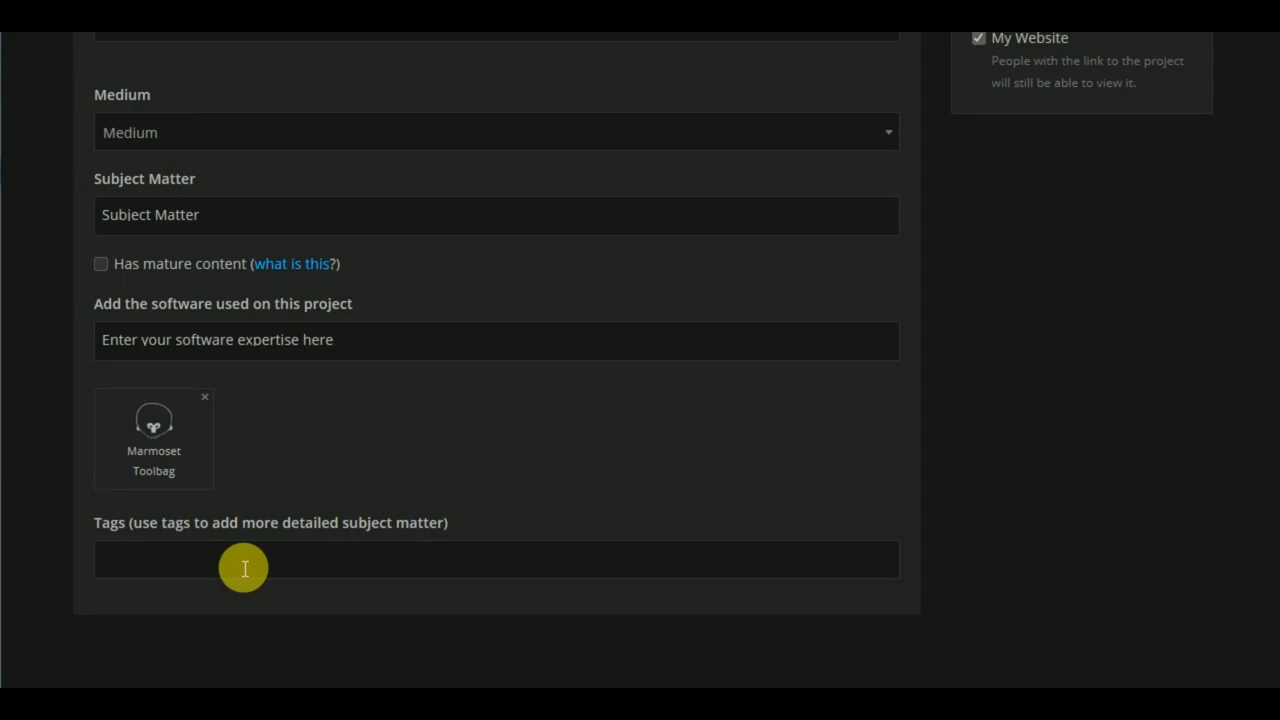 My Website
People with the link to the project
will still be able to view it.
Medium
Medium
Subject Matter
Subject Matter
Has mature content (what is this?)
Add the software used on this project
Enter your software expertise here
Marmoset
Toolbag
Tags (use tags to add more detailed subject matter)